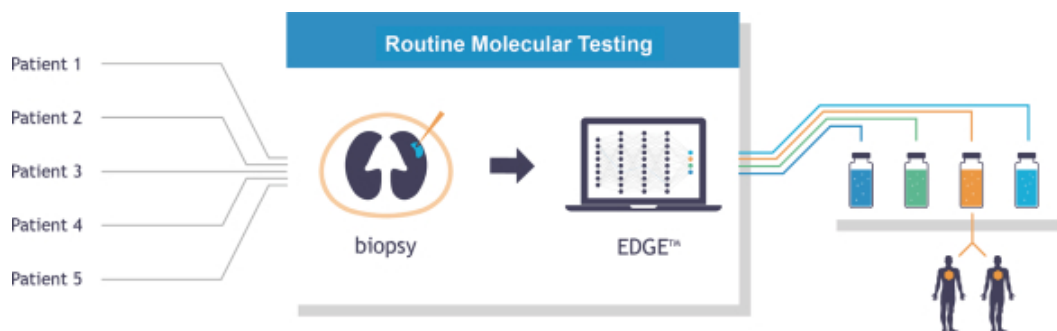 Routine Molecular Testing
Patient 1
Patient 2
Patient 3
Patient 4
Patient 5
biopsy
EDGE™